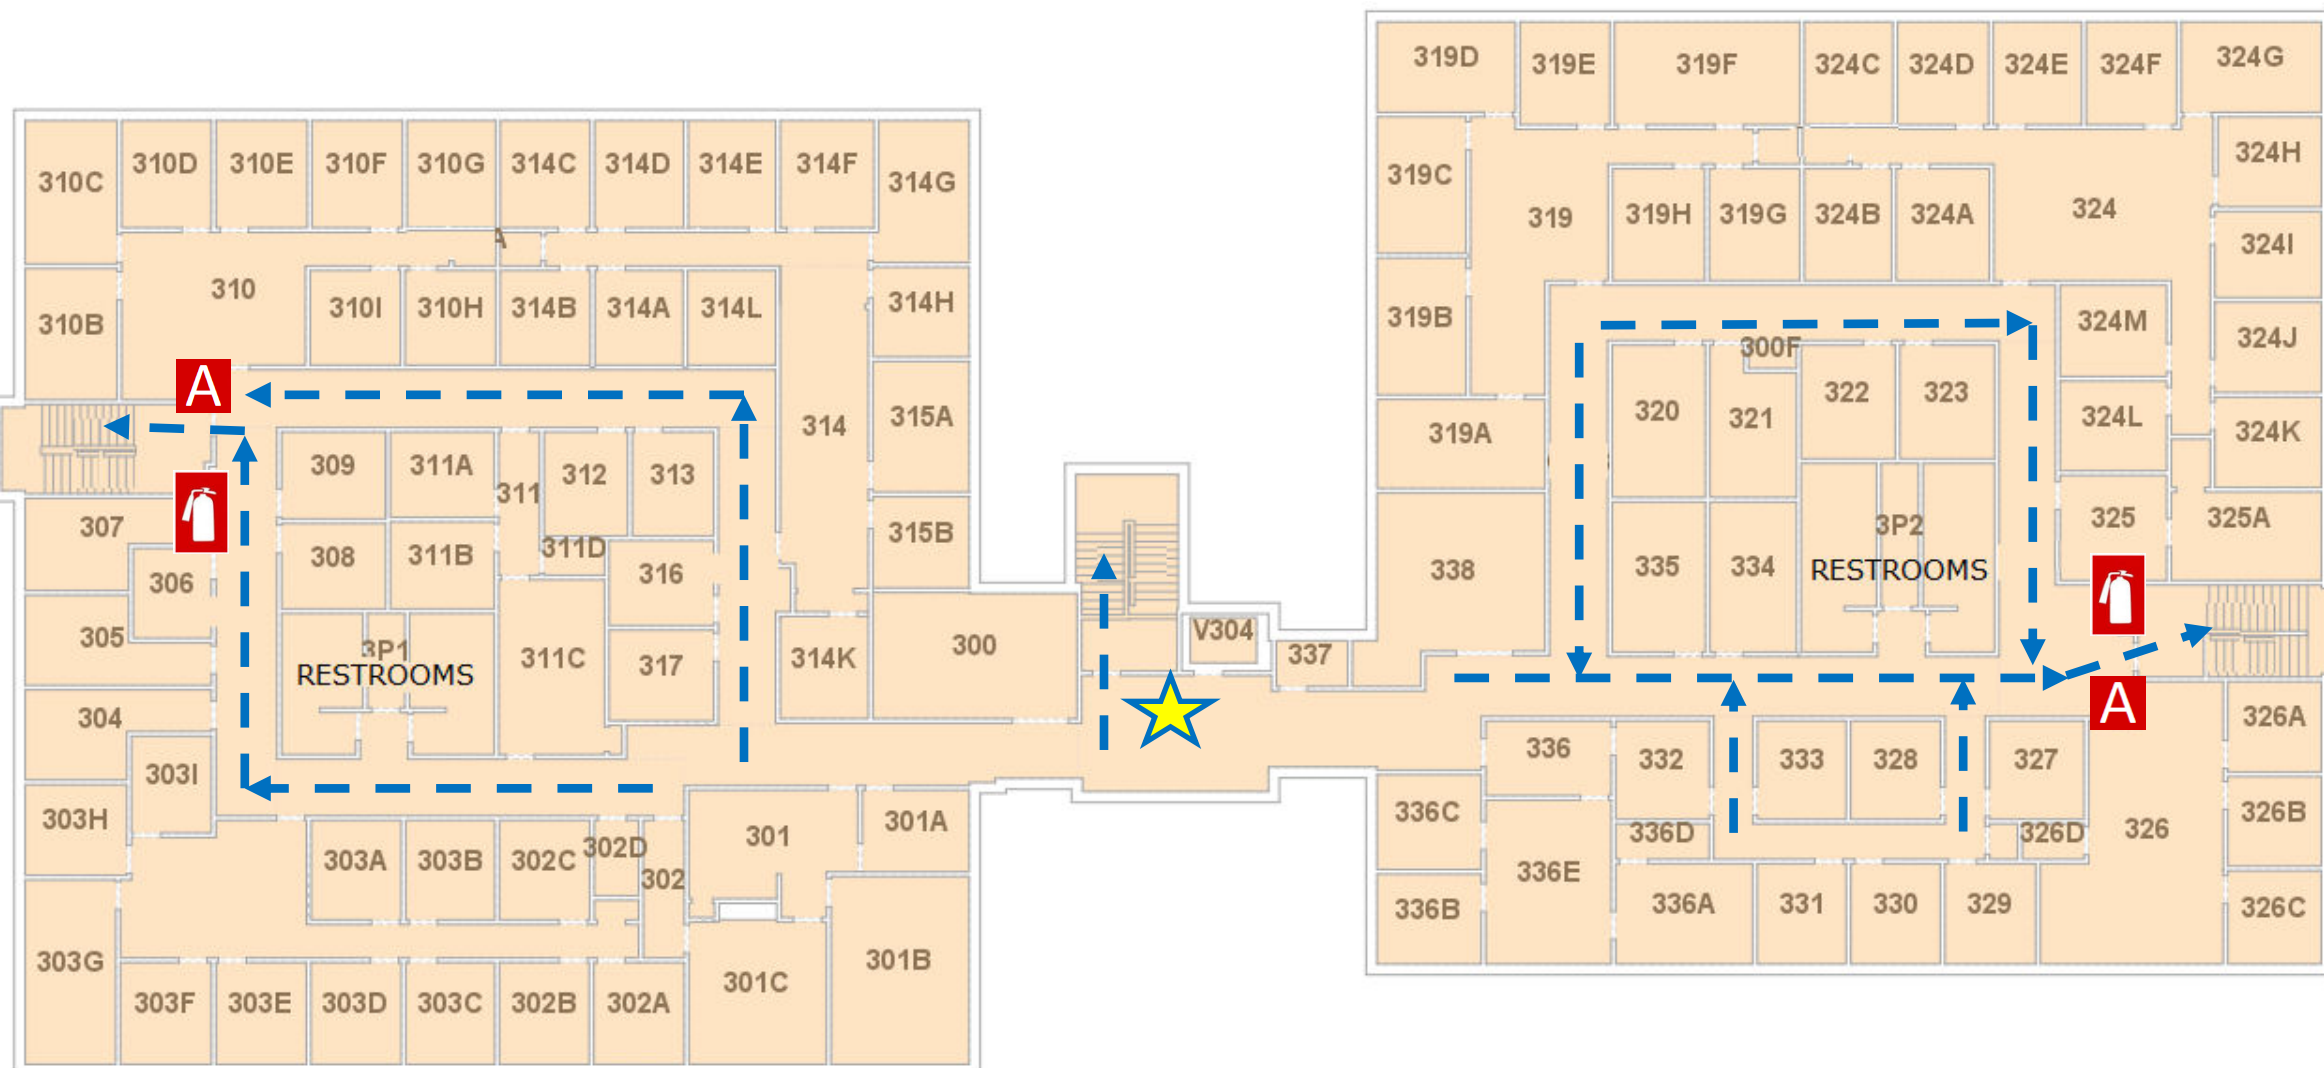 319D 319E 319F 324C 324D 324E 324F 324G
310C 310D 310E 310F 310G 314C 314D 314E 314F 314G
319C 319 319H 319G 324B 324A 324 324H
A
324I
310 310I 310H 314B 314A 314L 314H
310B
319B 300F 324M 324J
A
314 315A
320 321 322 323 324L 324K
319A
309 311A 311 312 313
307 308 311B 311D 315B
306 316
338 335 334 3P2 325 325A
RESTROOMS
305 3P1 311C 317 314K 300 V304 337
RESTROOMS
A
304 303I
336 332 333 328 327 326A
303H 303A 303B 302C 302D 302 301 301A
336C 336D 326D 326 326B
336E
336B 336A 331 330 329 326C
303G 303F 303E 303D 303C 302B 302A 301C 301B